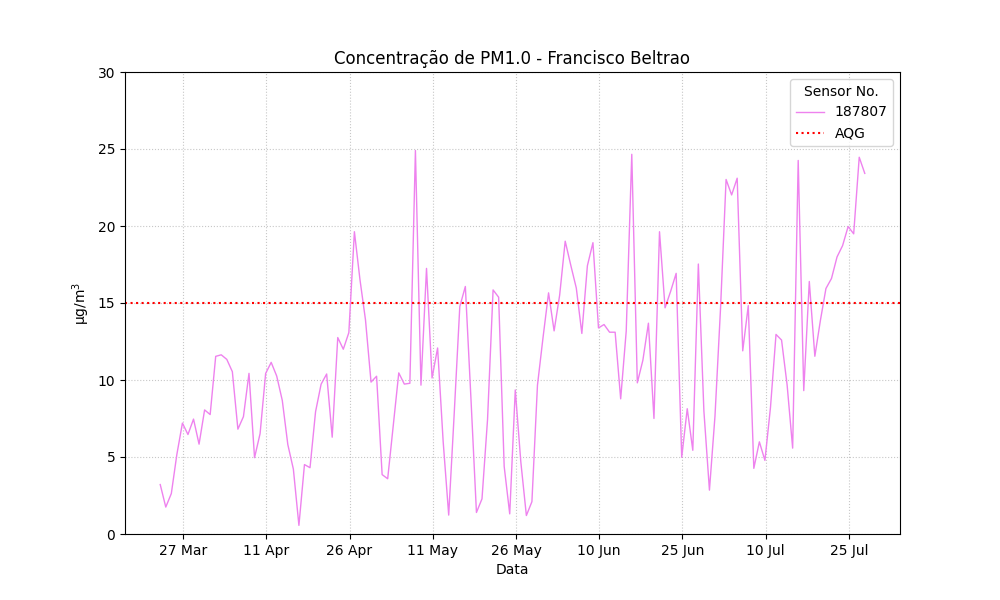 Concentração de PM1.0 - Francisco Beltrao
Sensor No.
187807
AQG
30
25
20
15
10
5
0
µg/m³
27 Mar
11 Apr
26 Apr
11 May
26 May
10 Jun
25 Jun
10 Jul
25 Jul
Data